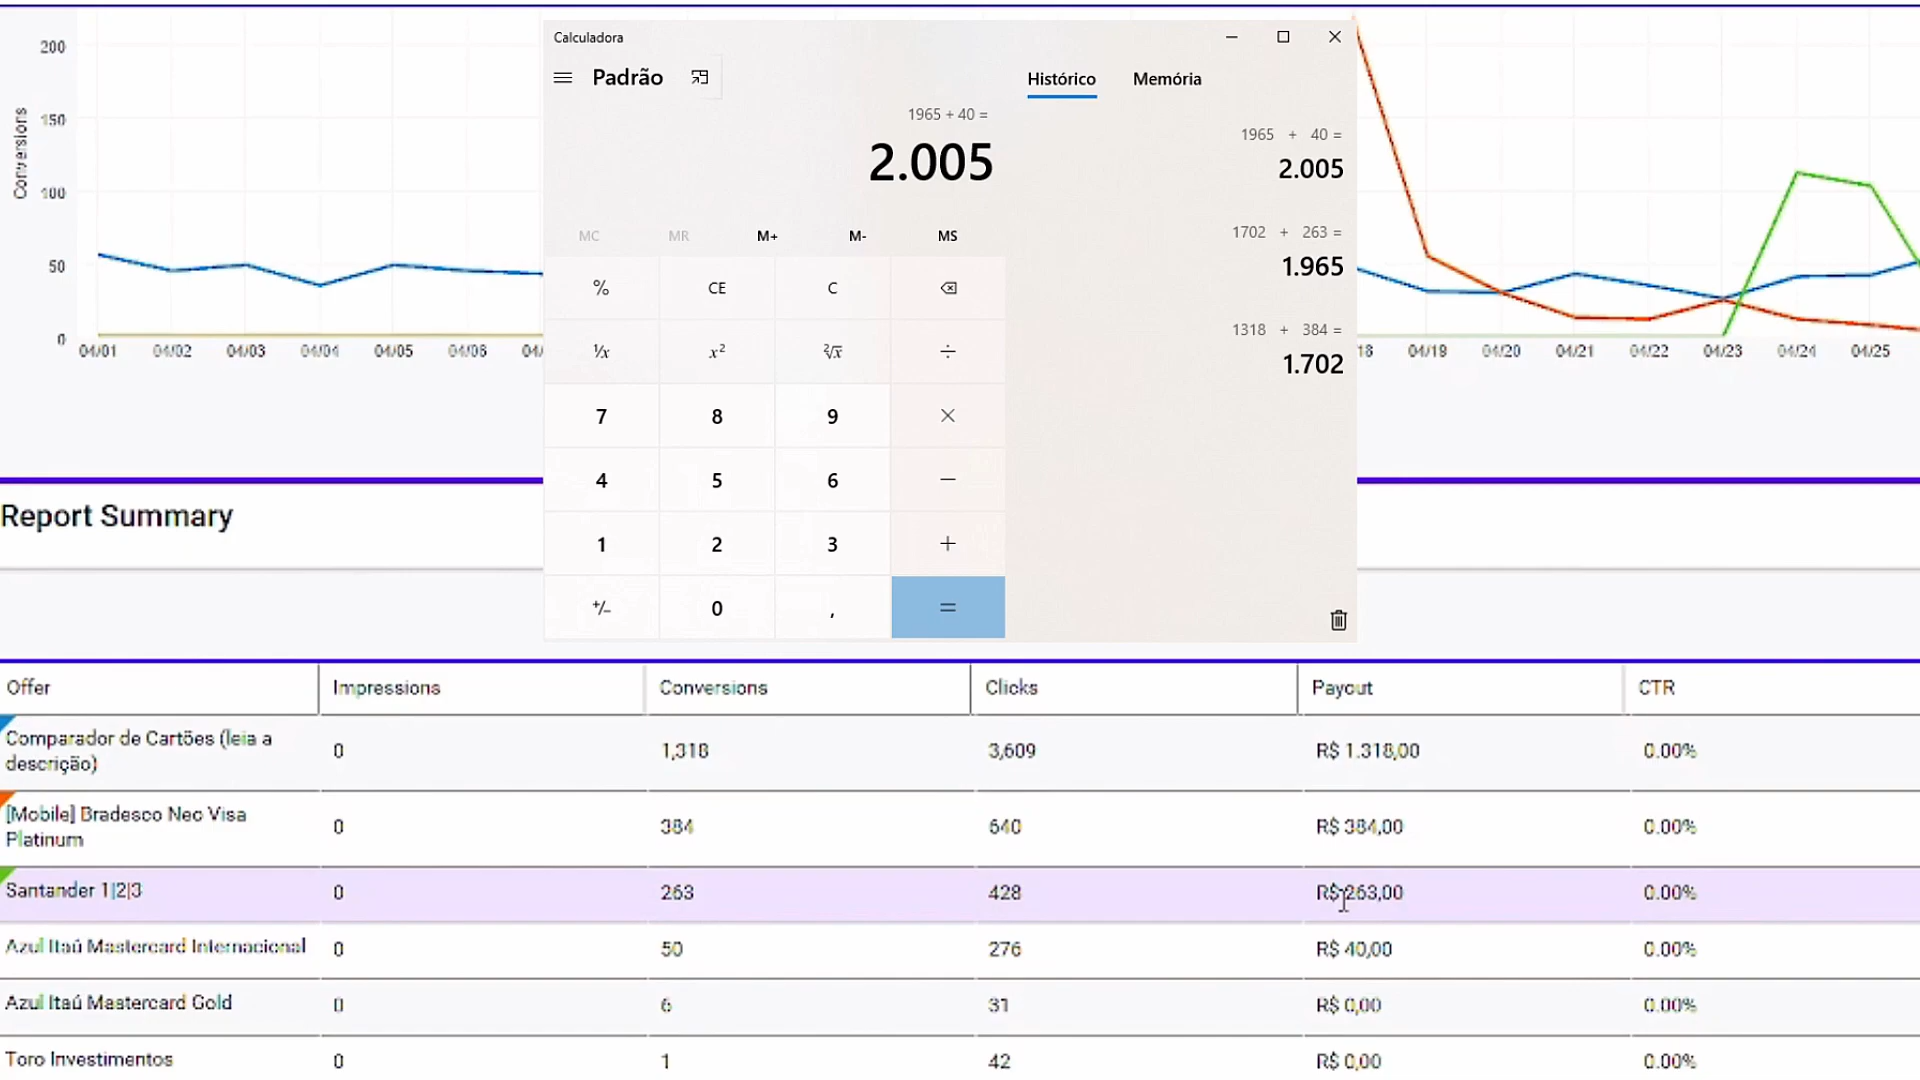 Calculadora
Padrão
Histórico
Memória
1965 + 40 =
2.005
1965 + 40 =
2.005
1702 + 263 =
1.965
1318 + 384 =
1.702
MC MR M+ M- MS
% CE C
⅟x x² ²√x ÷
7 8 9 ×
4 5 6 −
1 2 3 +
+/− 0 , =
Conversions
200
150
100
50
0
04/01 04/02 04/03 04/04 04/05 04/06 04/
18 04/19 04/20 04/21 04/22 04/23 04/24 04/25
Report Summary
Offer Impressions Conversions Clicks Payout CTR
Comparador de Cartões (leia a
descrição)
0 1,318 3,609 R$ 1.318,00 0.00%
[Mobile] Bradesco Neo Visa
Platinum
0 384 640 R$ 384,00 0.00%
Santander 1|2|3 0 263 428 R$ 263,00 0.00%
Azul Itaú Mastercard Internacional 0 50 276 R$ 40,00 0.00%
Azul Itaú Mastercard Gold 0 6 31 R$ 0,00 0.00%
Toro Investimentos 0 1 42 R$ 0,00 0.00%